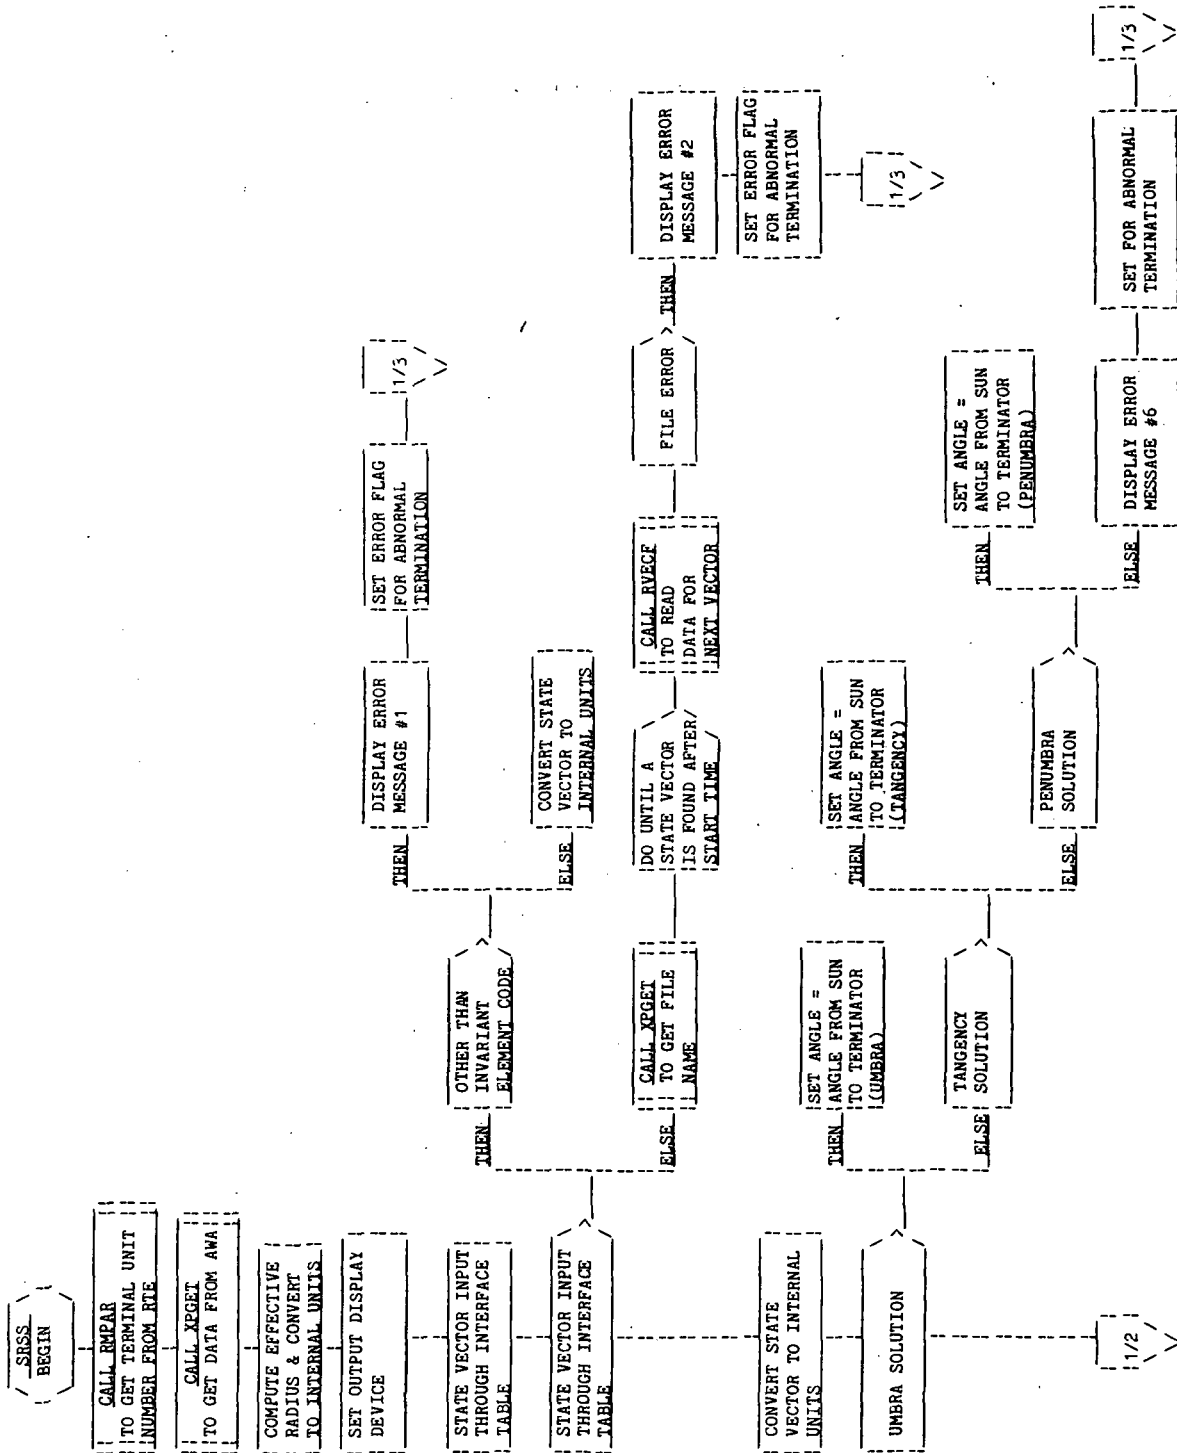 SRSS
BEGIN
CALL RMPAR
TO GET TERMINAL UNIT
NUMBER FROM RTE
CALL XPGET
TO GET DATA FROM AWA
COMPUTE EFFECTIVE
RADIUS & CONVERT
TO INTERNAL UNITS
SET OUTPUT DISPLAY
DEVICE
STATE VECTOR INPUT
THROUGH INTERFACE
TABLE
STATE VECTOR INPUT
THROUGH INTERFACE
TABLE
THEN
OTHER THAN
INVARIANT
ELEMENT CODE
THEN
DISPLAY ERROR
MESSAGE #1
SET ERROR FLAG
FOR ABNORMAL
TERMINATION
1/3
ELSE
CONVERT STATE
VECTOR TO
INTERNAL UNITS
ELSE
CALL XPGET
TO GET FILE
NAME
DO UNTIL A
STATE VECTOR
IS FOUND AFTER
START TIME
CALL RVECF
TO READ
DATA FOR
NEXT VECTOR
FILE ERROR
THEN
DISPLAY ERROR
MESSAGE #2
SET ERROR FLAG
FOR ABNORMAL
TERMINATION
1/3
CONVERT STATE
VECTOR TO INTERNAL
UNITS
UMBRA SOLUTION
THEN
SET ANGLE =
ANGLE FROM SUN
TO TERMINATOR
(UMBRA)
ELSE
TANGENCY
SOLUTION
THEN
SET ANGLE =
ANGLE FROM SUN
TO TERMINATOR
(TANGENCY)
ELSE
PENUMBRA
SOLUTION
THEN
SET ANGLE =
ANGLE FROM SUN
TO TERMINATOR
(PENUMBRA)
ELSE
DISPLAY ERROR
MESSAGE #6
SET FOR ABNORMAL
TERMINATION
1/3
1/2